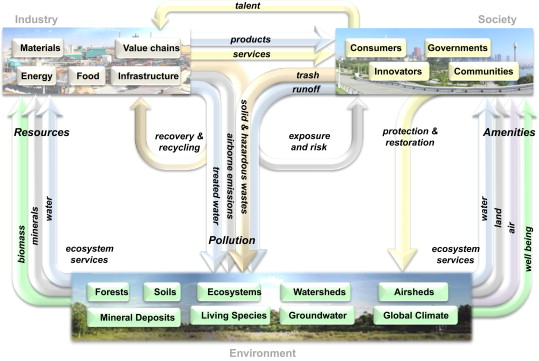 Industry
Society
talent
Materials
Value chains
Energy
Food
Infrastructure
products
services
trash
runoff
Consumers
Governments
Innovators
Communities
Resources
recovery &
recycling
exposure
and risk
protection &
restoration
Amenities
treated water
airborne emissions
solid & hazardous wastes
Pollution
biomass
minerals
water
ecosystem
services
ecosystem
services
water
land
air
well being
Forests
Soils
Ecosystems
Watersheds
Airsheds
Mineral Deposits
Living Species
Groundwater
Global Climate
Environment